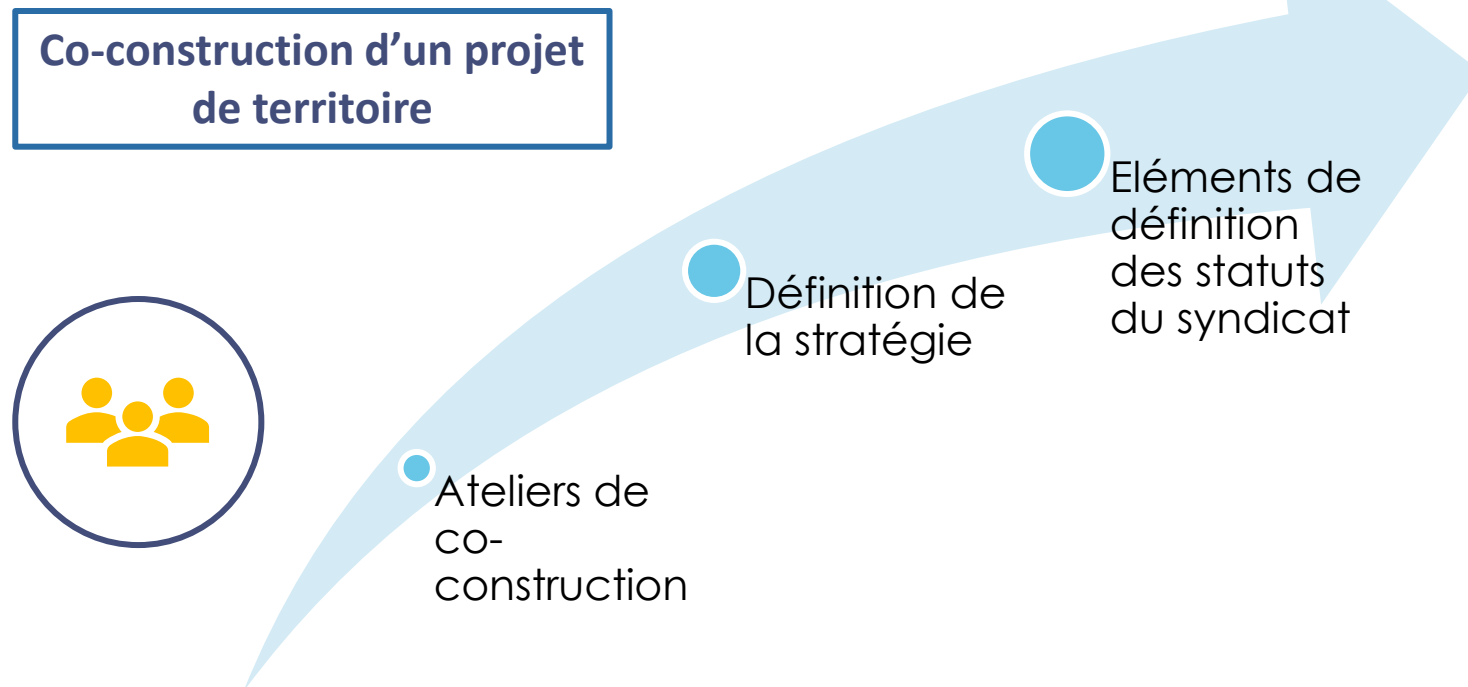 Co-construction d’un projet
de territoire
Ateliers de
co-
construction
Définition de
la stratégie
Eléments de
définition
des statuts
du syndicat